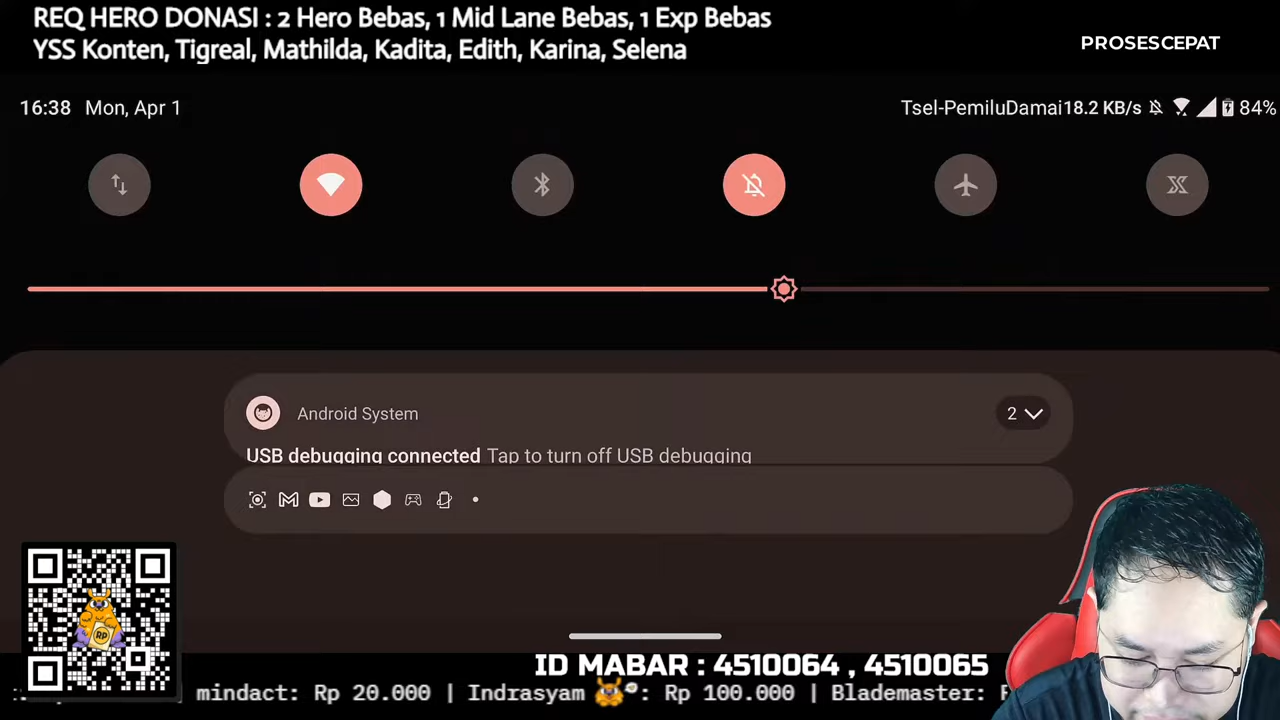 REQ HERO DONASI : 2 Hero Bebas, 1 Mid Lane Bebas, 1 Exp Bebas
YSS Konten, Tigreal, Mathilda, Kadita, Edith, Karina, Selena
PROSESCEPAT
16:38 Mon, Apr 1
Tsel-PemiluDamai18.2 KB/s 84%
Android System
2
USB debugging connected Tap to turn off USB debugging
RP
ID MABAR : 4510064 , 4510065
mindact: Rp 20.000 | Indrasyam : Rp 100.000 | Blademaster: